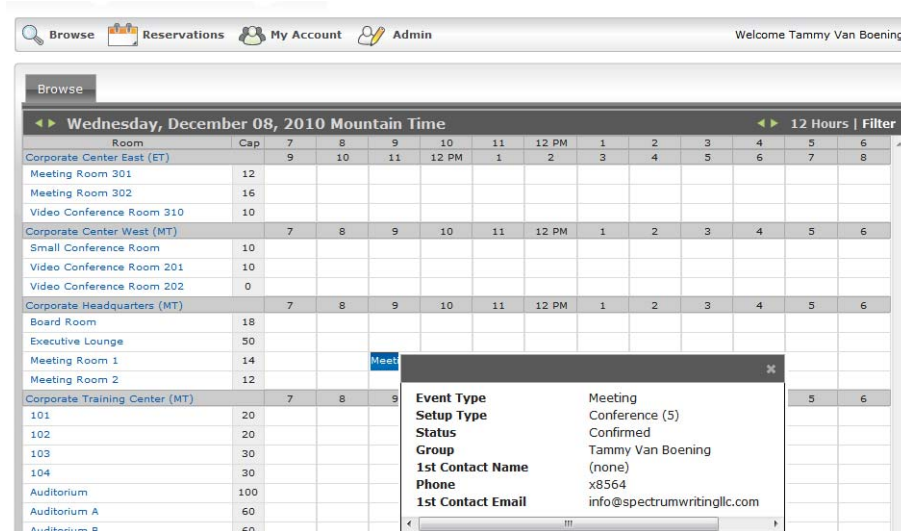 Browse Reservations My Account Admin Welcome Tammy Van Boening
Browse
Wednesday, December 08, 2010 Mountain Time 12 Hours | Filter
Room Cap 7 8 9 10 11 12 PM 1 2 3 4 5 6
Corporate Center East (ET) 9 10 11 12 PM 1 2 3 4 5 6 7 8
Meeting Room 301 12
Meeting Room 302 16
Video Conference Room 310 10
Corporate Center West (MT) 7 8 9 10 11 12 PM 1 2 3 4 5 6
Small Conference Room 10
Video Conference Room 201 10
Video Conference Room 202 0
Corporate Headquarters (MT) 7 8 9 10 11 12 PM 1 2 3 4 5 6
Board Room 18
Executive Lounge 50
Meeting Room 1 14
Meeting Room 2 12
Corporate Training Center (MT) 7 8 9 5 6
101 20
102 20
103 30
104 30
Auditorium 100
Auditorium A 60
Auditorium B 60
Event Type Meeting
Setup Type Conference (5)
Status Confirmed
Group Tammy Van Boening
1st Contact Name (none)
Phone x8564
1st Contact Email info@spectrumwritingllc.com